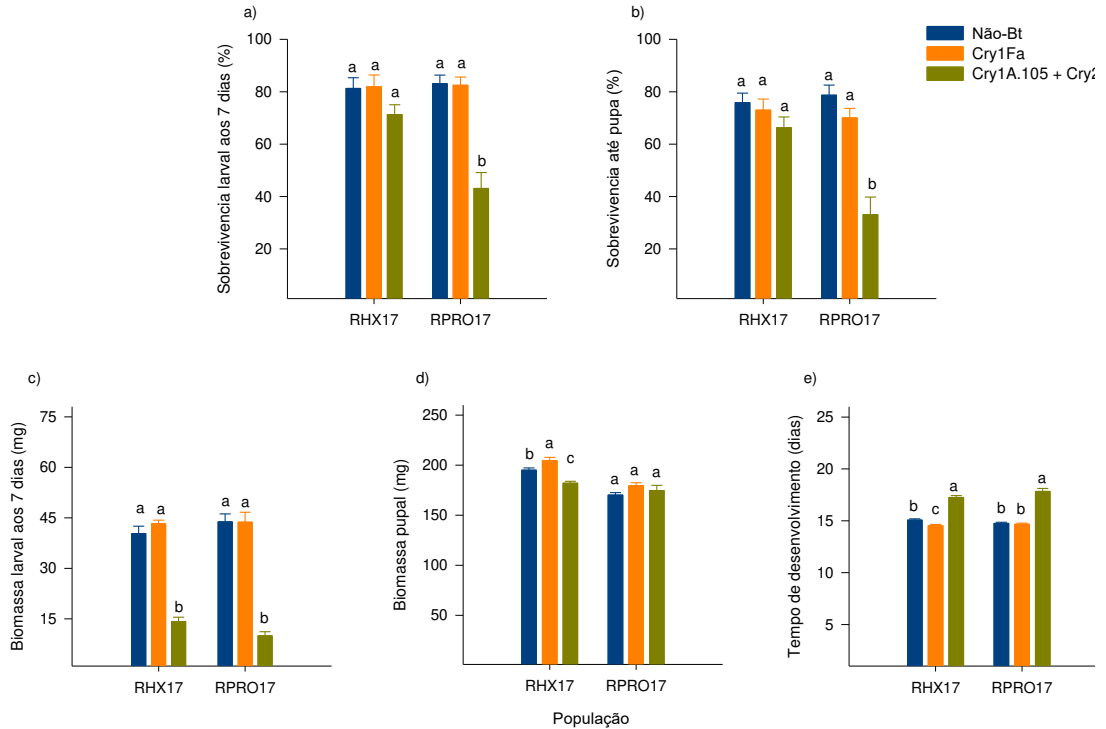 a)
Sobrevivencia larval aos 7 dias (%)
100
80
60
40
20
a a a
a a b
RHX17 RPRO17
b)
Sobrevivencia até pupa (%)
100
80
60
40
20
a a a
a a b
RHX17 RPRO17
Não-Bt
Cry1Fa
Cry1A.105 + Cry2
c)
Biomassa larval aos 7 dias (mg)
75
60
45
30
15
a a b
a a b
RHX17 RPRO17
d)
Biomassa pupal (mg)
250
200
150
100
50
b a c
a a a
RHX17 RPRO17
População
e)
Tempo de desenvolvimento (dias)
25
20
15
10
5
b c a
b b a
RHX17 RPRO17